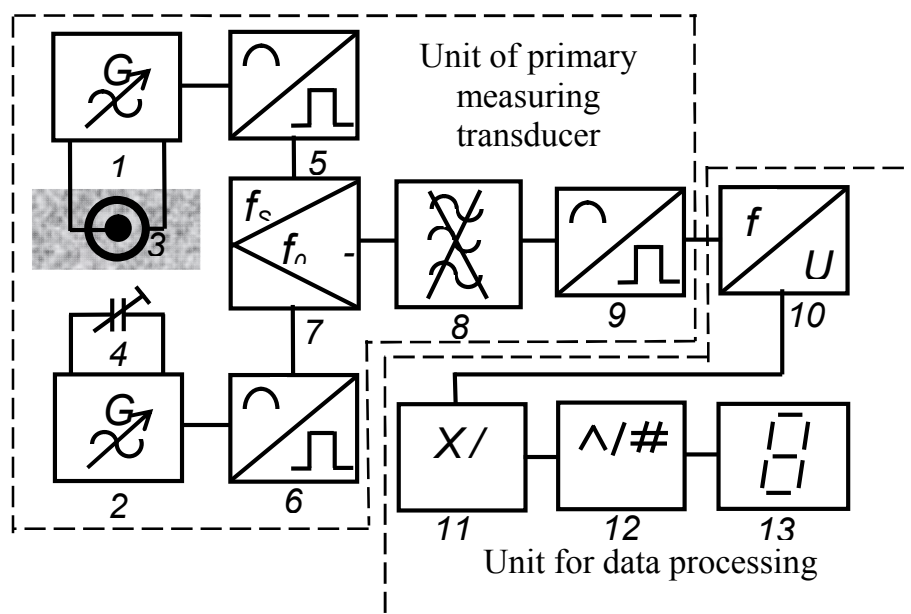 Unit of primary
measuring
transducer
G
1
5
3
f
f
-
7
8
9
f
U
10
4
G
2
6
X/
11
^/#
12
8
13
Unit for data processing